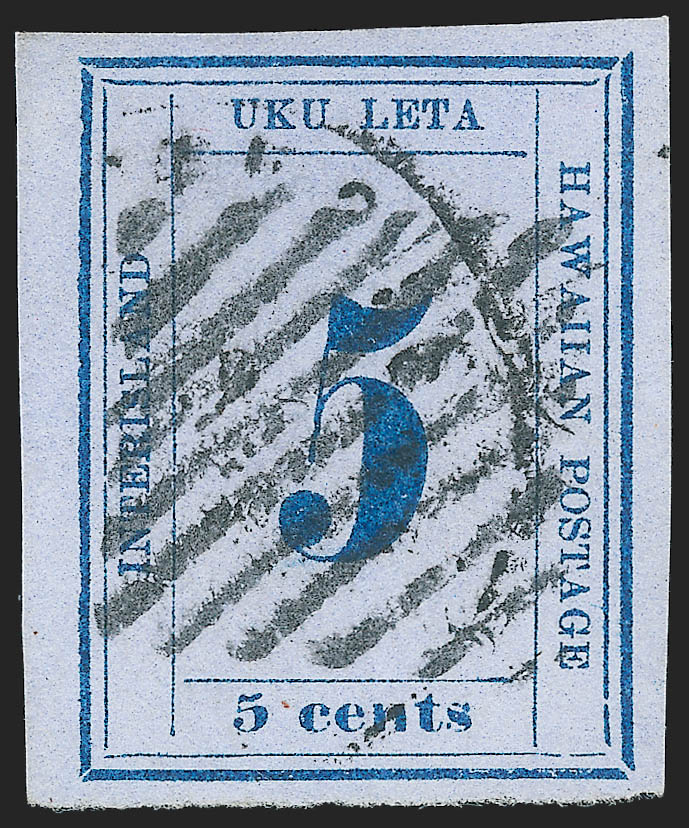 UKU LETA
INTERISLAND
HAWAIIAN POSTAGE
5
5 cents